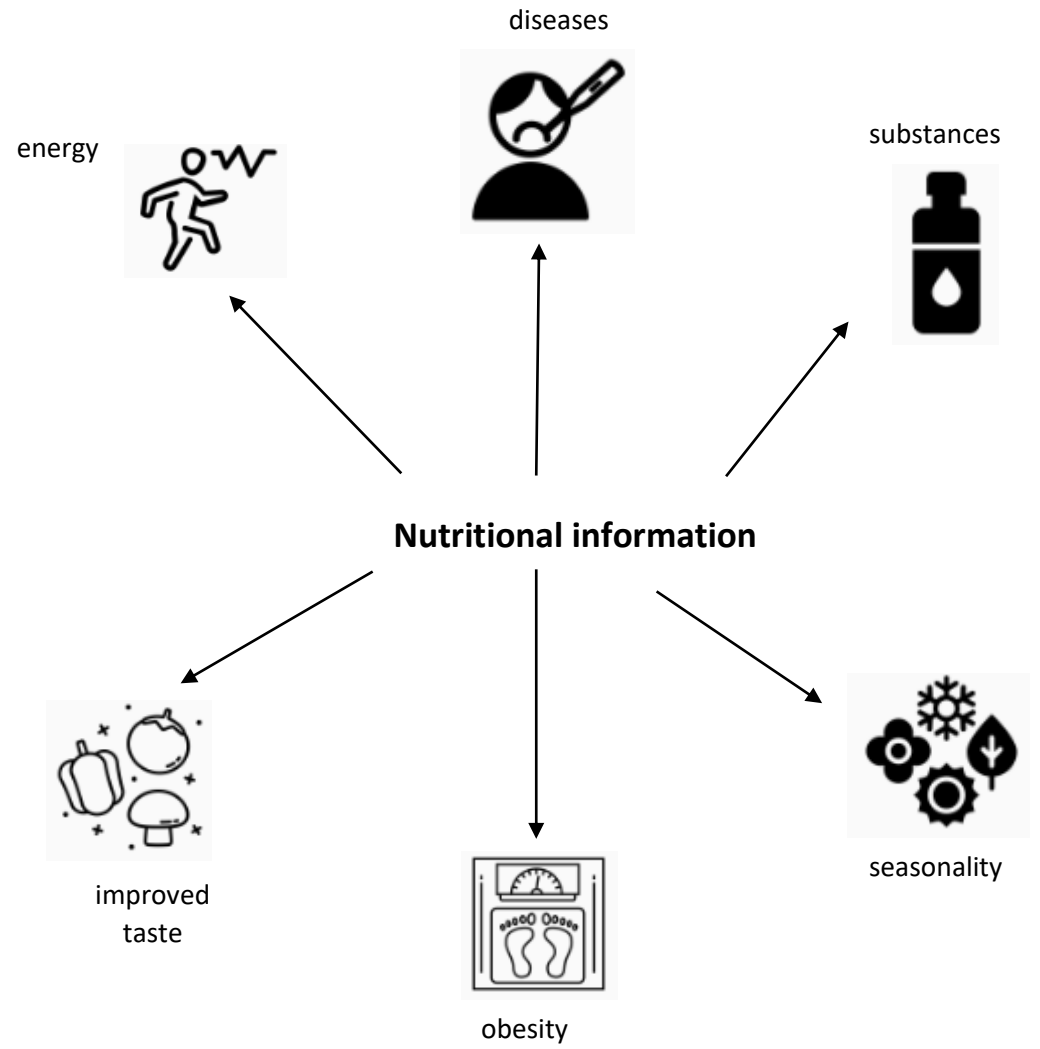 diseases
energy
substances
Nutritional information
improved
taste
seasonality
obesity